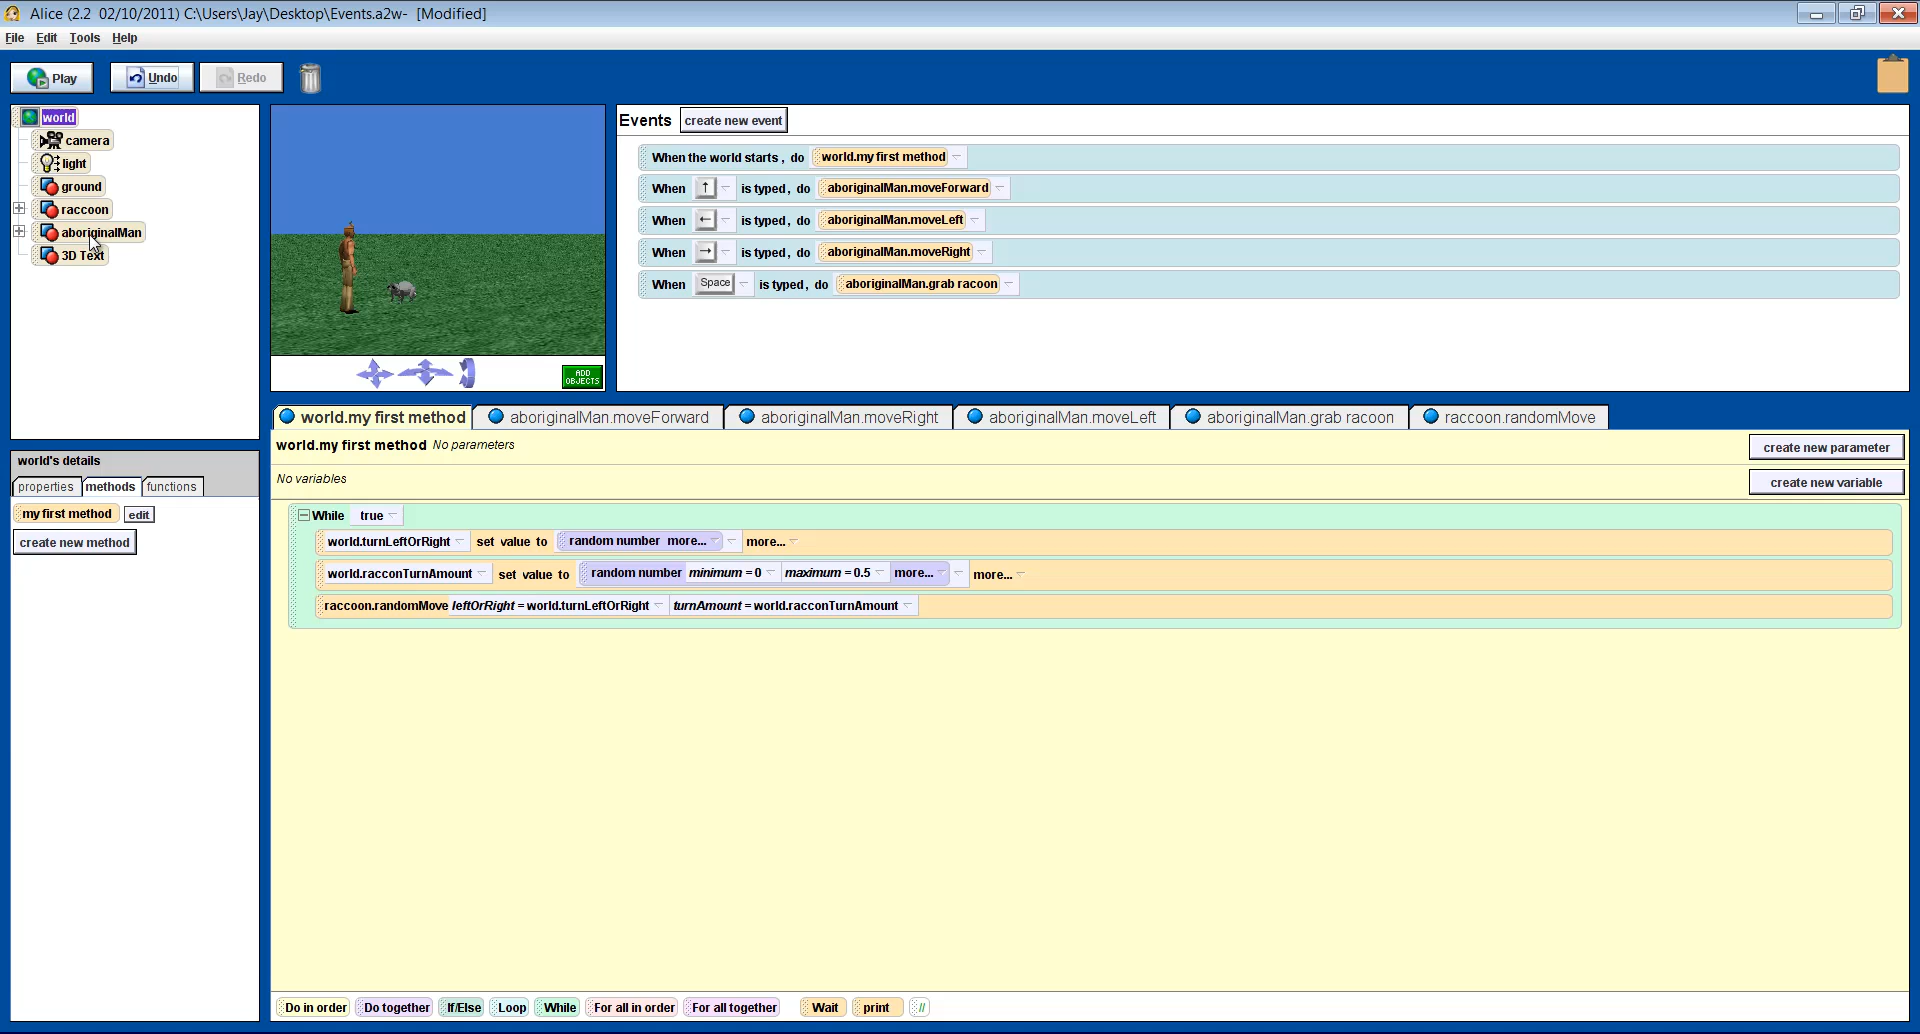 Alice (2.2 02/10/2011) C:\Users\Jay\Desktop\Events.a2w- [Modified]
File Edit Tools Help
Play Undo Redo
world
camera
light
ground
raccoon
aboriginalMan
3D Text
ADD OBJECTS
Events create new event
When the world starts, do world.my first method
When ↑ is typed, do aboriginalMan.moveForward
When ← is typed, do aboriginalMan.moveLeft
When → is typed, do aboriginalMan.moveRight
When Space is typed, do aboriginalMan.grab racoon
world's details
properties methods functions
my first method edit
create new method
world.my first method aboriginalMan.moveForward aboriginalMan.moveRight aboriginalMan.moveLeft aboriginalMan.grab racoon raccoon.randomMove
world.my first method No parameters create new parameter
No variables create new variable
While true
world.turnLeftOrRight set value to random number more... more...
world.racconTurnAmount set value to random number minimum = 0 maximum = 0.5 more... more...
raccoon.randomMove leftOrRight = world.turnLeftOrRight turnAmount = world.racconTurnAmount
Do in order Do together If/Else Loop While For all in order For all together Wait print //